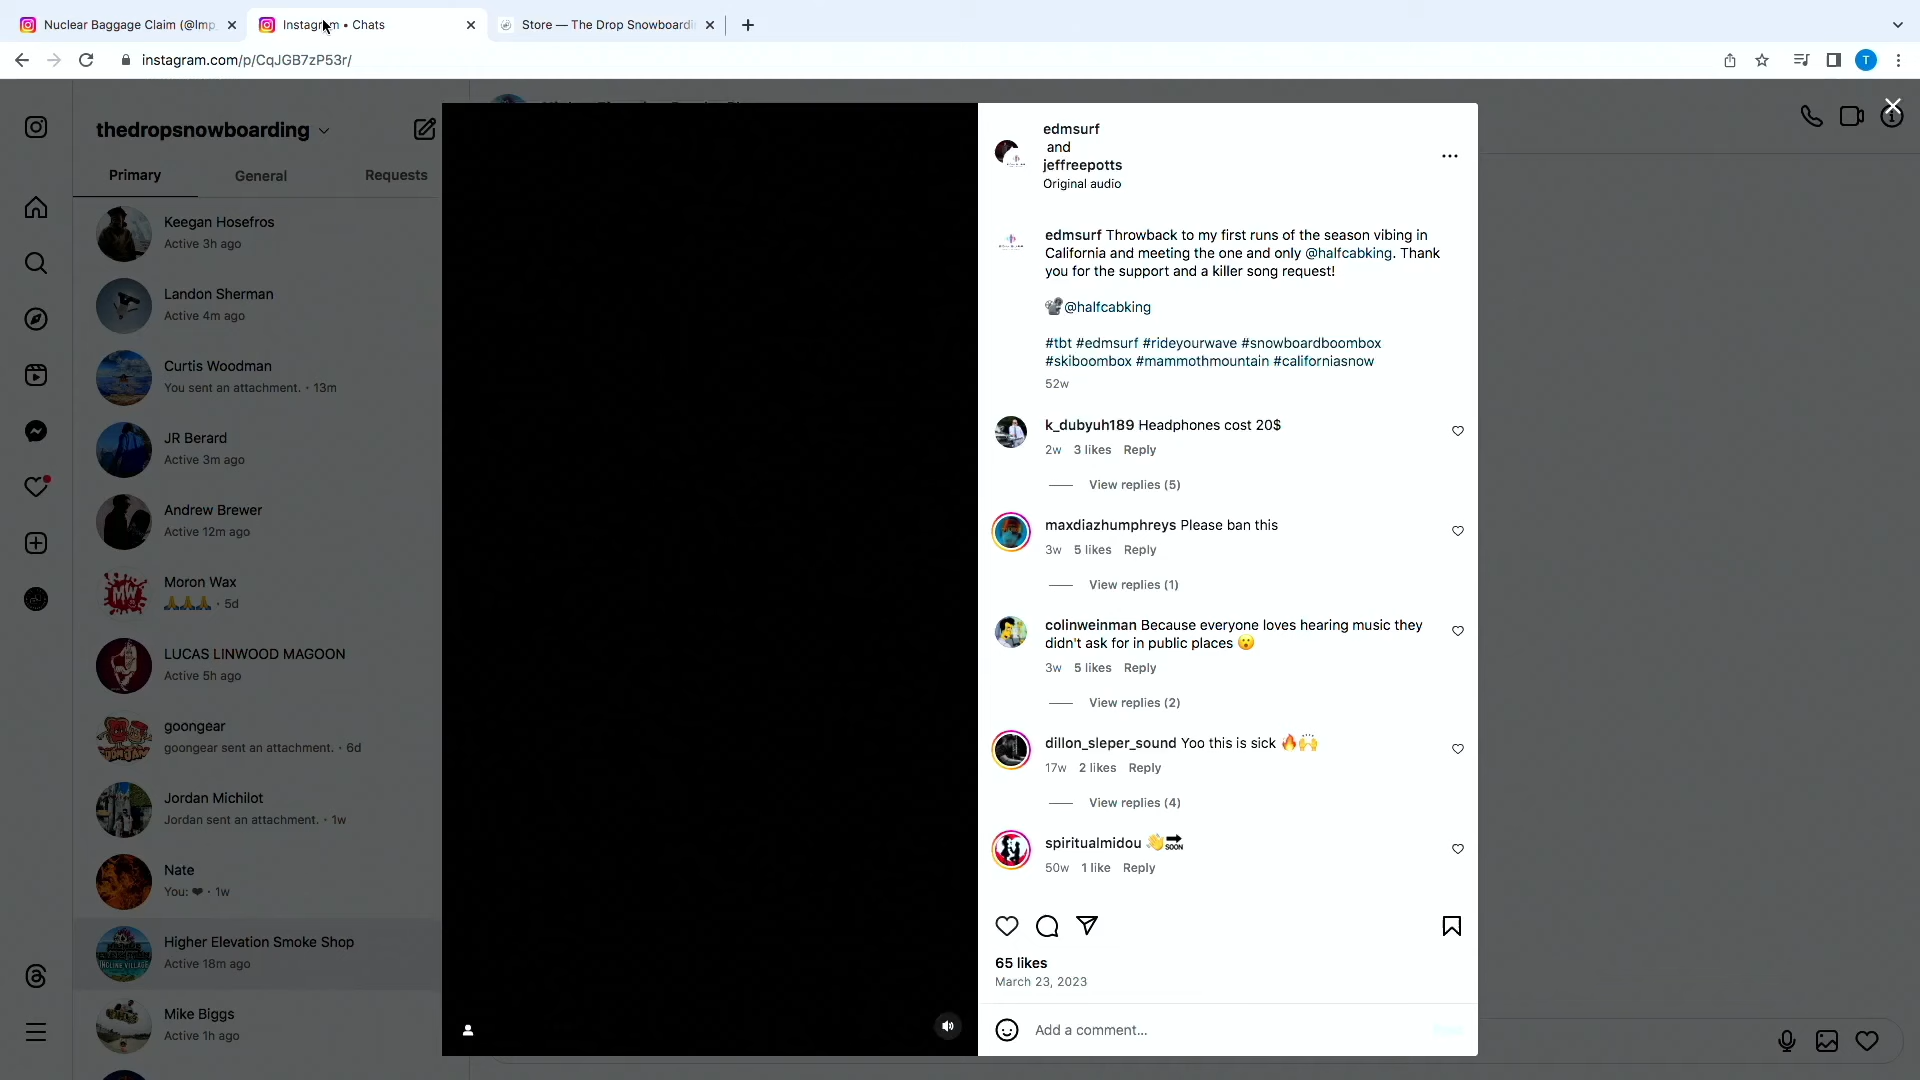 Nuclear Baggage Claim (@Imp
Instagram • Chats
Store — The Drop Snowboardi
instagram.com/p/CqJGB7zP53r/
T
thedropsnowboarding
Primary
General
Requests
Keegan Hosefros
Active 3h ago
Landon Sherman
Active 4m ago
Curtis Woodman
You sent an attachment. · 13m
JR Berard
Active 3m ago
Andrew Brewer
Active 12m ago
MW
Moron Wax
🙏🙏🙏 · 5d
LUCAS LINWOOD MAGOON
Active 5h ago
goongear
goongear sent an attachment. · 6d
Jordan Michilot
Jordan sent an attachment. · 1w
Nate
You: ❤ · 1w
INCLINE VILLAGE
Higher Elevation Smoke Shop
Active 18m ago
Mike Biggs
Active 1h ago
edmsurf
and
jeffreepotts
Original audio
edmsurf Throwback to my first runs of the season vibing in
California and meeting the one and only @halfcabking. Thank
you for the support and a killer song request!
📽@halfcabking
#tbt #edmsurf #rideyourwave #snowboardboombox
#skiboombox #mammothmountain #californiasnow
52w
k_dubyuh189 Headphones cost 20$
2w 3 likes Reply
View replies (5)
maxdiazhumphreys Please ban this
3w 5 likes Reply
View replies (1)
colinweinman Because everyone loves hearing music they
didn't ask for in public places 😮
3w 5 likes Reply
View replies (2)
dillon_sleper_sound Yoo this is sick 🔥🙌
17w 2 likes Reply
View replies (4)
spiritualmidou 👋🔜
50w 1 like Reply
65 likes
March 23, 2023
Add a comment...